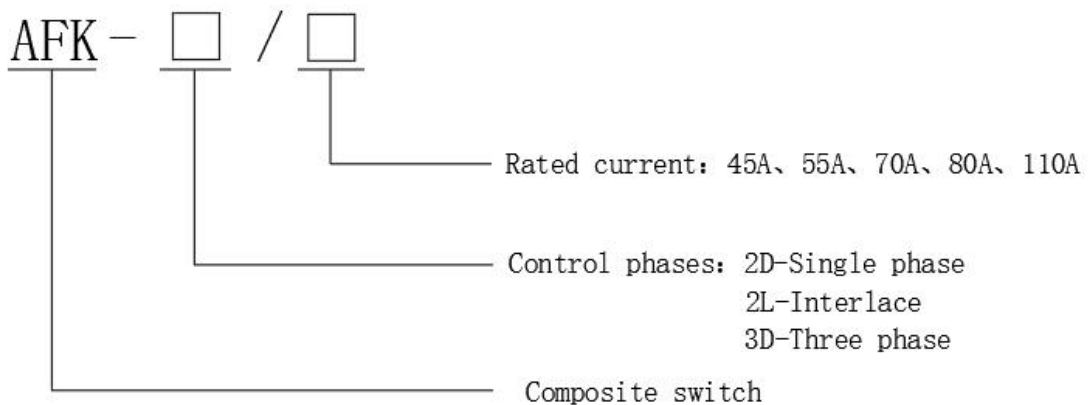 AFK- □ / □
Rated current：45A、55A、70A、80A、110A
Control phases：2D-Single phase
2L-Interlace
3D-Three phase
Composite switch